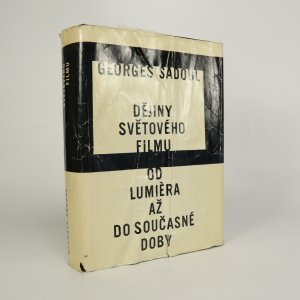 GEORGES SADOUL
DĚJINY
SVĚTOVÉHO
FILMU
OD
LUMIÈRA
AŽ
DO SOUČASNÉ
DOBY